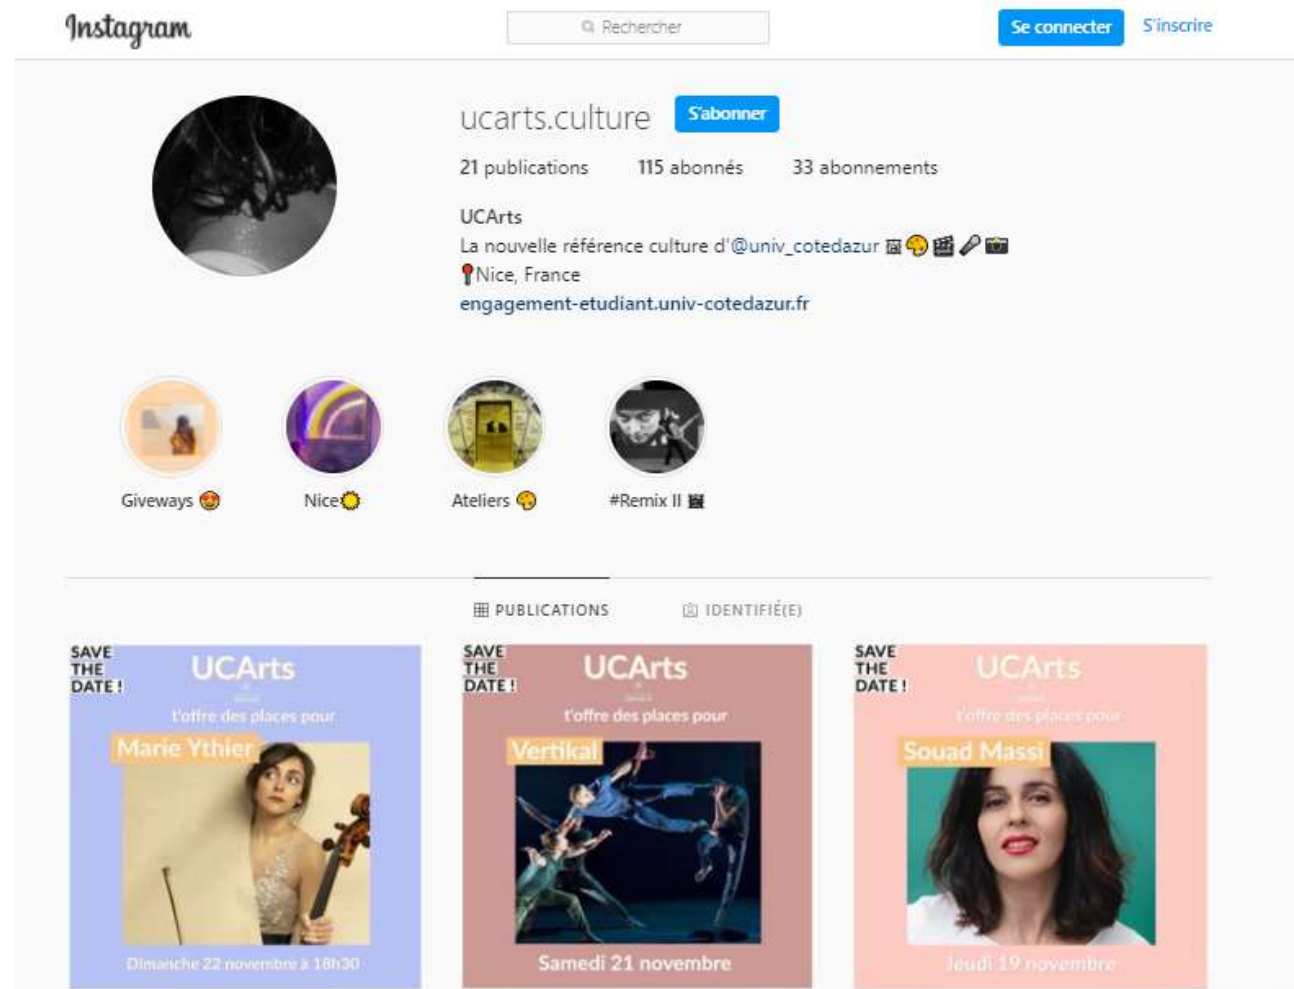 Instagram
Rechercher
Se connecter
S'inscrire
ucarts.culture
S'abonner
21 publications
115 abonnés
33 abonnements
UCArts
La nouvelle référence culture d'@univ_cotedazur
Nice, France
engagement-etudiant.univ-cotedazur.fr
Giveways
Nice
Ateliers
#Remix II
PUBLICATIONS
IDENTIFIÉ(E)
SAVE
THE
DATE !
UCArts
t'offre des places pour
Marie Ythier
Dimanche 22 novembre à 18h30
SAVE
THE
DATE !
UCArts
t'offre des places pour
Vertikal
Samedi 21 novembre
SAVE
THE
DATE !
UCArts
t'offre des places pour
Souad Massi
Jeudi 19 novembre